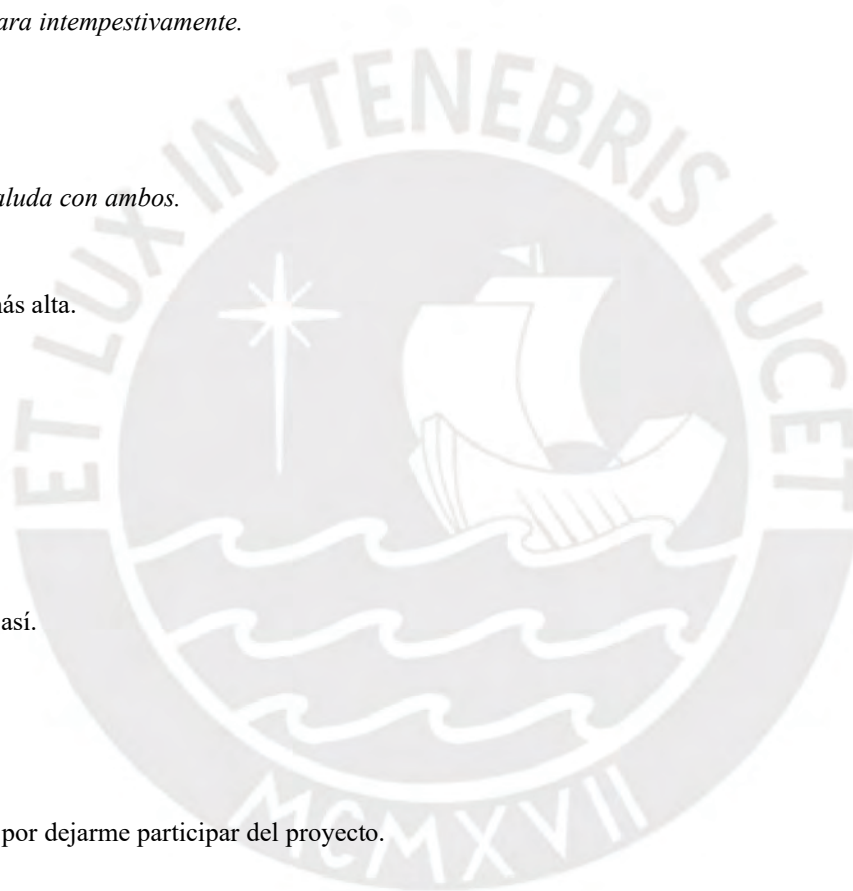 ara intempestivamente.
ET LUX IN TENEBRIS LUCET
aluda con ambos.
más alta.
así.
por dejarme participar del proyecto.
MCMXVII